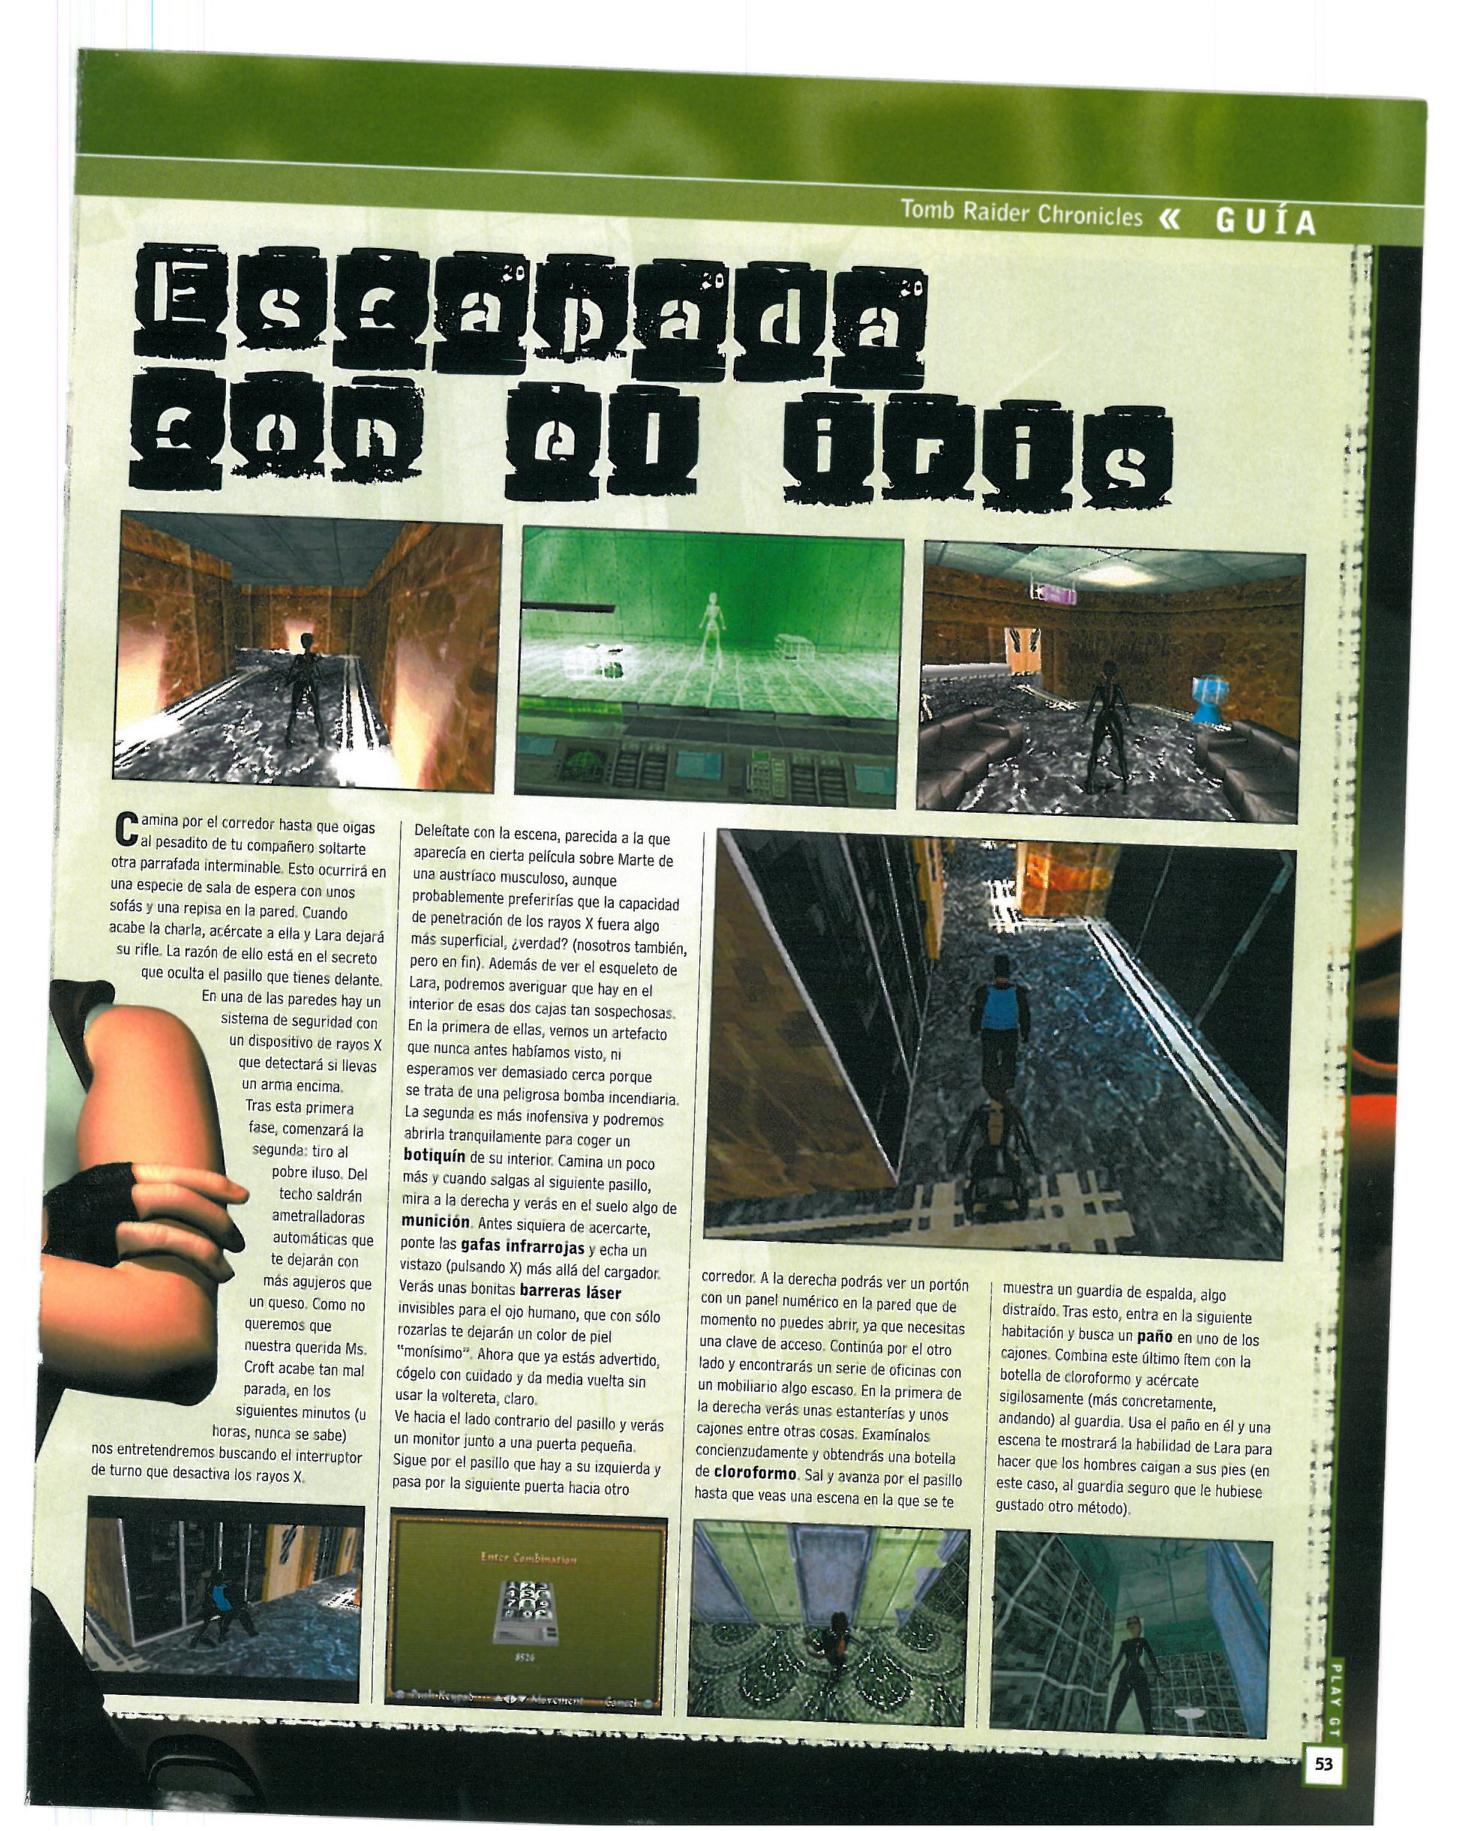 Tomb Raider Chronicles « GUÍA
Escapada
con el iris
Camina por el corredor hasta que oigas
al pesadito de tu compañero soltarte
otra parrafada interminable. Esto ocurrirá en
una especie de sala de espera con unos
sofás y una repisa en la pared. Cuando
acabe la charla, acércate a ella y Lara dejará
su rifle. La razón de ello está en el secreto
que oculta el pasillo que tienes delante.
En una de las paredes hay un
sistema de seguridad con
un dispositivo de rayos X
que detectará si llevas
un arma encima.
Tras esta primera
fase, comenzará la
segunda: tiro al
pobre iluso. Del
techo saldrán
ametralladoras
automáticas que
te dejarán con
más agujeros que
un queso. Como no
queremos que
nuestra querida Ms.
Croft acabe tan mal
parada, en los
siguientes minutos (u
horas, nunca se sabe)
nos entretendremos buscando el interruptor
de turno que desactiva los rayos X.
Deleítate con la escena, parecida a la que
aparecía en cierta película sobre Marte de
una austríaco musculoso, aunque
probablemente preferirías que la capacidad
de penetración de los rayos X fuera algo
más superficial, ¿verdad? (nosotros también,
pero en fin). Además de ver el esqueleto de
Lara, podremos averiguar que hay en el
interior de esas dos cajas tan sospechosas.
En la primera de ellas, vemos un artefacto
que nunca antes habíamos visto, ni
esperamos ver demasiado cerca porque
se trata de una peligrosa bomba incendiaria.
La segunda es más inofensiva y podremos
abrirla tranquilamente para coger un
botiquín de su interior. Camina un poco
más y cuando salgas al siguiente pasillo,
mira a la derecha y verás en el suelo algo de
munición. Antes siquiera de acercarte,
ponte las gafas infrarrojas y echa un
vistazo (pulsando X) más allá del cargador.
Verás unas bonitas barreras láser
invisibles para el ojo humano, que con sólo
rozarlas te dejarán un color de piel
"monísimo". Ahora que ya estás advertido,
cógelo con cuidado y da media vuelta sin
usar la voltereta, claro.
Ve hacia el lado contrario del pasillo y verás
un monitor junto a una puerta pequeña.
Sigue por el pasillo que hay a su izquierda y
pasa por la siguiente puerta hacia otro
corredor. A la derecha podrás ver un portón
con un panel numérico en la pared que de
momento no puedes abrir, ya que necesitas
una clave de acceso. Continúa por el otro
lado y encontrarás un serie de oficinas con
un mobiliario algo escaso. En la primera de
la derecha verás unas estanterías y unos
cajones entre otras cosas. Examínalos
concienzudamente y obtendrás una botella
de cloroformo. Sal y avanza por el pasillo
hasta que veas una escena en la que se te
muestra un guardia de espalda, algo
distraído. Tras esto, entra en la siguiente
habitación y busca un paño en uno de los
cajones. Combina este último ítem con la
botella de cloroformo y acércate
sigilosamente (más concretamente,
andando) al guardia. Usa el paño en él y una
escena te mostrará la habilidad de Lara para
hacer que los hombres caigan a sus pies (en
este caso, al guardia seguro que le hubiese
gustado otro método).
Enter Combination
8526
Push Keypad Movement Cancel
PLAY GT
53